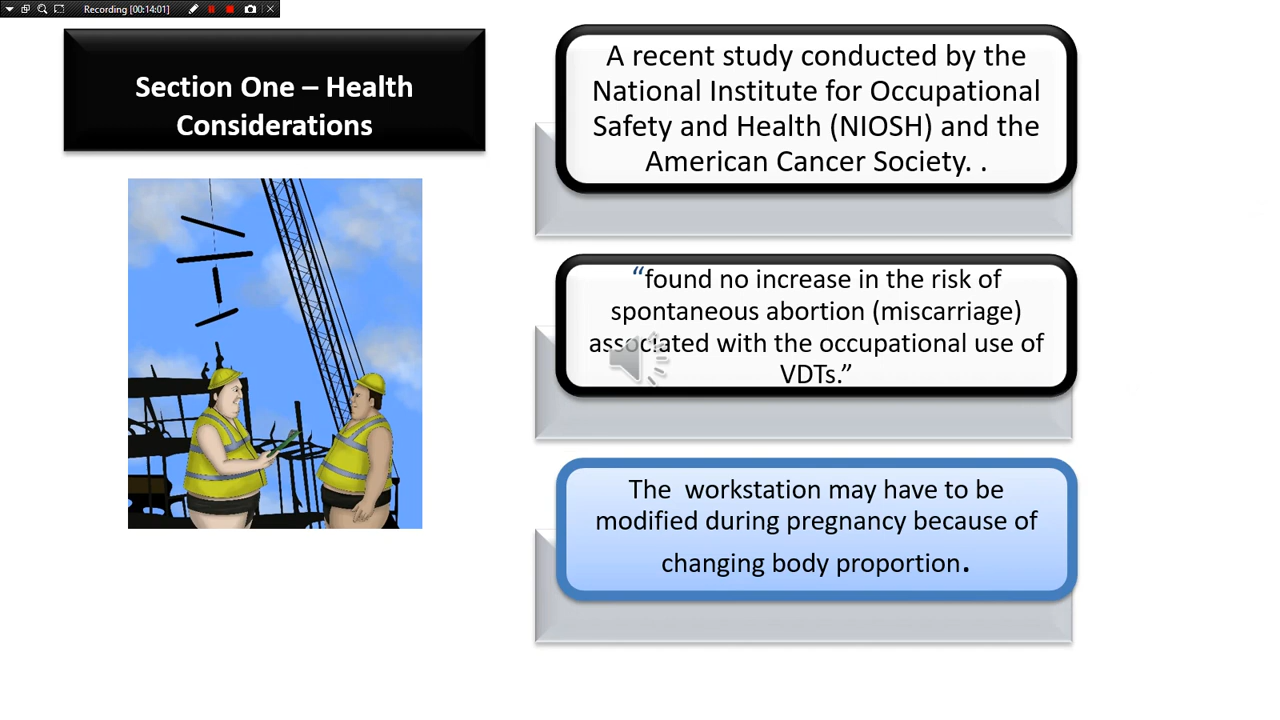 Recording [00:14:01]
Section One – Health
Considerations
A recent study conducted by the
National Institute for Occupational
Safety and Health (NIOSH) and the
American Cancer Society. .
“found no increase in the risk of
spontaneous abortion (miscarriage)
associated with the occupational use of
VDTs.”
The  workstation may have to be
modified during pregnancy because of
changing body proportion.